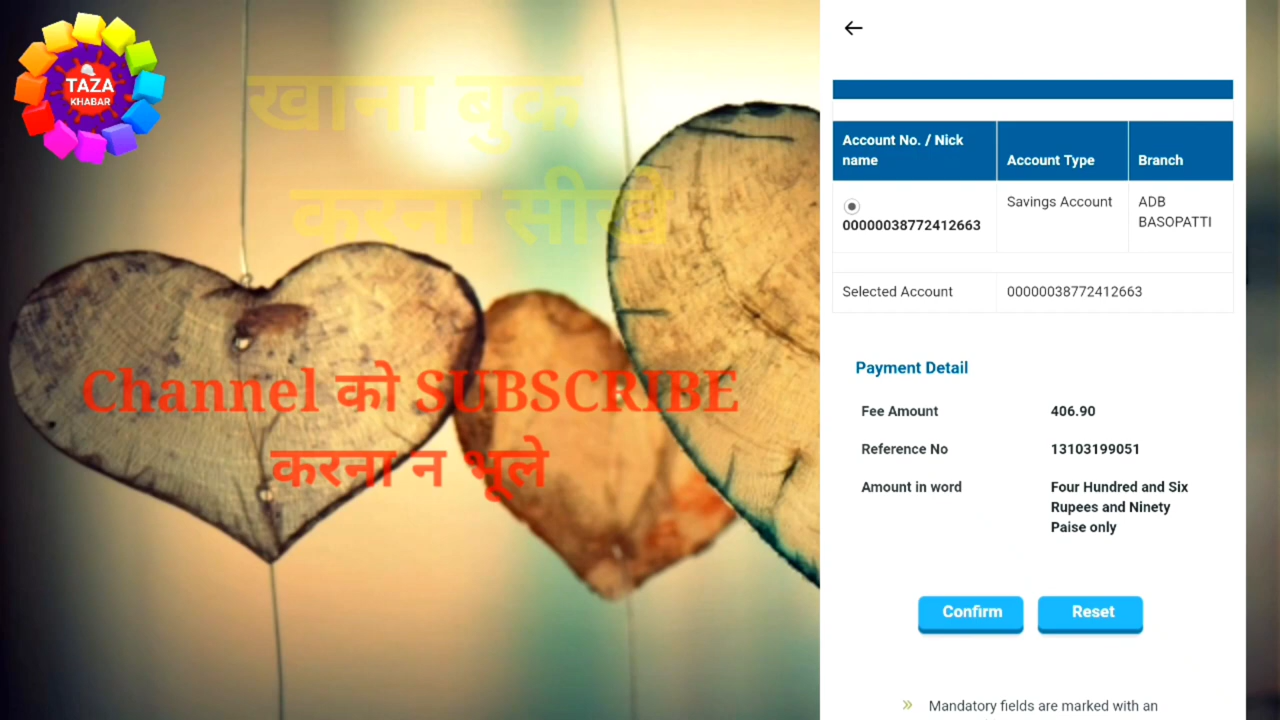 TAZA
KHABAR
खाना बुक
करना सीखे
Channel को SUBSCRIBE
करना न भूले
Account No. / Nick
name
Account Type
Branch
00000038772412663
Savings Account
ADB
BASOPATTI
Selected Account
00000038772412663
Payment Detail
Fee Amount
406.90
Reference No
13103199051
Amount in word
Four Hundred and Six
Rupees and Ninety
Paise only
Confirm
Reset
» Mandatory fields are marked with an